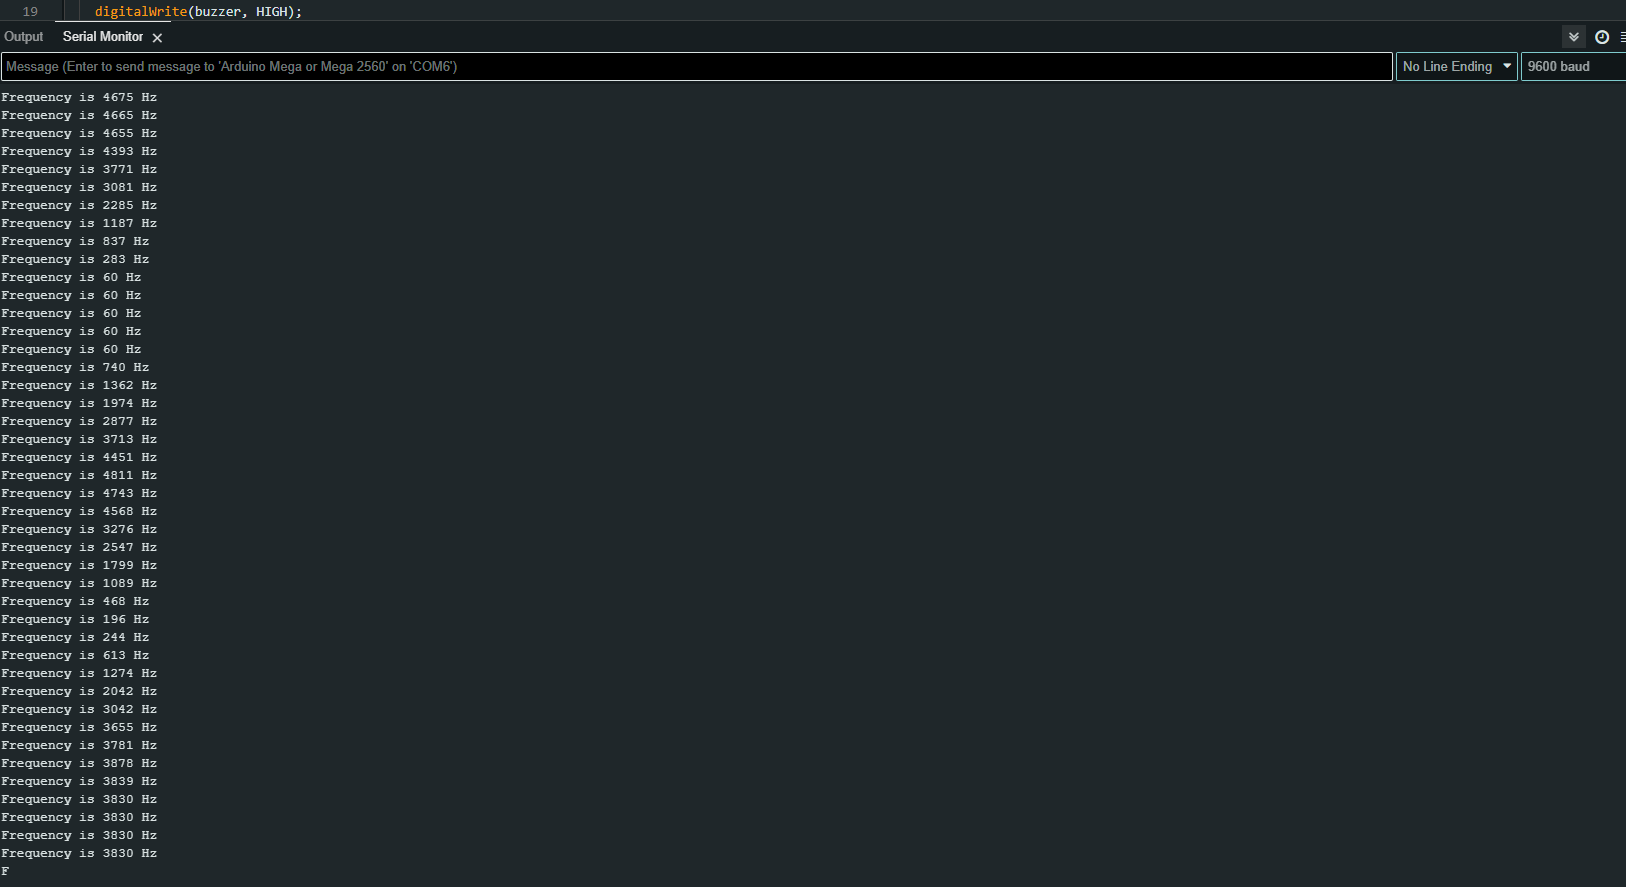 19 digitalWrite(buzzer, HIGH);
Output Serial Monitor
Message (Enter to send message to 'Arduino Mega or Mega 2560' on 'COM6') No Line Ending 9600 baud
Frequency is 4675 Hz
Frequency is 4665 Hz
Frequency is 4655 Hz
Frequency is 4393 Hz
Frequency is 3771 Hz
Frequency is 3081 Hz
Frequency is 2285 Hz
Frequency is 1187 Hz
Frequency is 837 Hz
Frequency is 283 Hz
Frequency is 60 Hz
Frequency is 60 Hz
Frequency is 60 Hz
Frequency is 60 Hz
Frequency is 60 Hz
Frequency is 740 Hz
Frequency is 1362 Hz
Frequency is 1974 Hz
Frequency is 2877 Hz
Frequency is 3713 Hz
Frequency is 4451 Hz
Frequency is 4811 Hz
Frequency is 4743 Hz
Frequency is 4568 Hz
Frequency is 3276 Hz
Frequency is 2547 Hz
Frequency is 1799 Hz
Frequency is 1089 Hz
Frequency is 468 Hz
Frequency is 196 Hz
Frequency is 244 Hz
Frequency is 613 Hz
Frequency is 1274 Hz
Frequency is 2042 Hz
Frequency is 3042 Hz
Frequency is 3655 Hz
Frequency is 3781 Hz
Frequency is 3878 Hz
Frequency is 3839 Hz
Frequency is 3830 Hz
Frequency is 3830 Hz
Frequency is 3830 Hz
Frequency is 3830 Hz
F